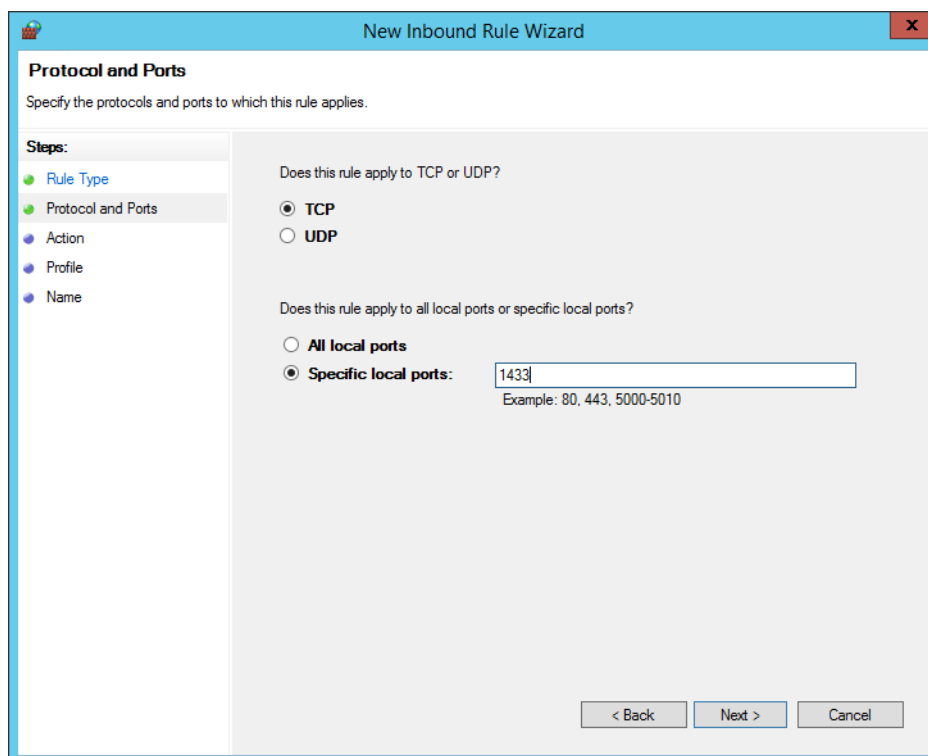 New Inbound Rule Wizard
x
Protocol and Ports
Specify the protocols and ports to which this rule applies.
Steps:
Rule Type
Protocol and Ports
Action
Profile
Name
Does this rule apply to TCP or UDP?
TCP
UDP
Does this rule apply to all local ports or specific local ports?
All local ports
Specific local ports: 1433
Example: 80, 443, 5000-5010
< Back Next > Cancel